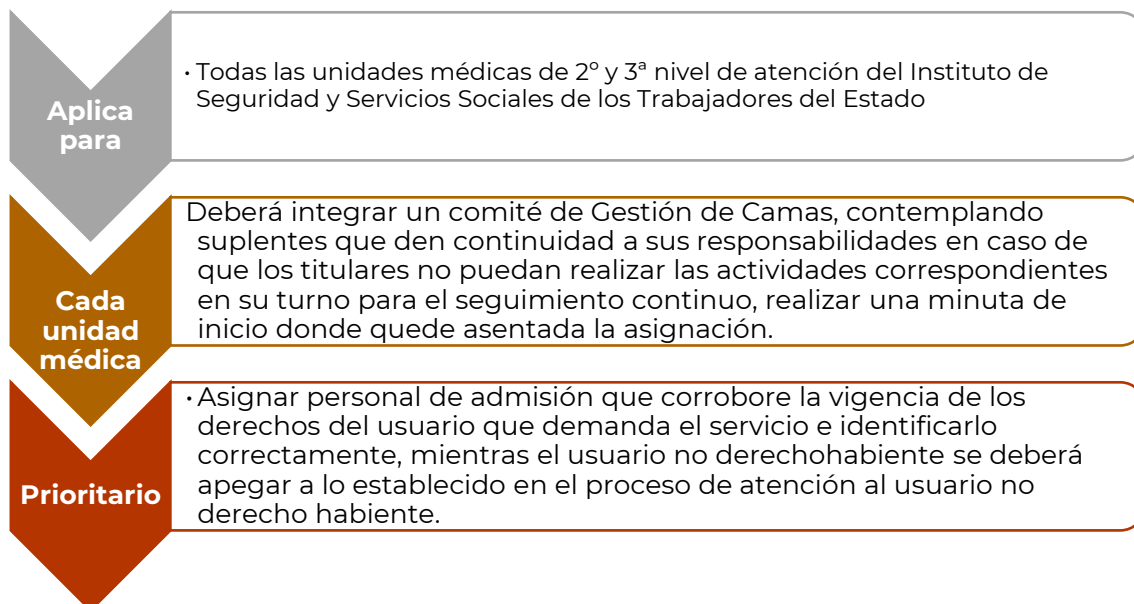 Aplica
para
· Todas las unidades médicas de 2º y 3ª nivel de atención del Instituto de
Seguridad y Servicios Sociales de los Trabajadores del Estado
Cada
unidad
médica
Deberá integrar un comité de Gestión de Camas, contemplando
suplentes que den continuidad a sus responsabilidades en caso de
que los titulares no puedan realizar las actividades correspondientes
en su turno para el seguimiento continuo, realizar una minuta de
inicio donde quede asentada la asignación.
Prioritario
· Asignar personal de admisión que corrobore la vigencia de los
derechos del usuario que demanda el servicio e identificarlo
correctamente, mientras el usuario no derechohabiente se deberá
apegar a lo establecido en el proceso de atención al usuario no
derecho habiente.